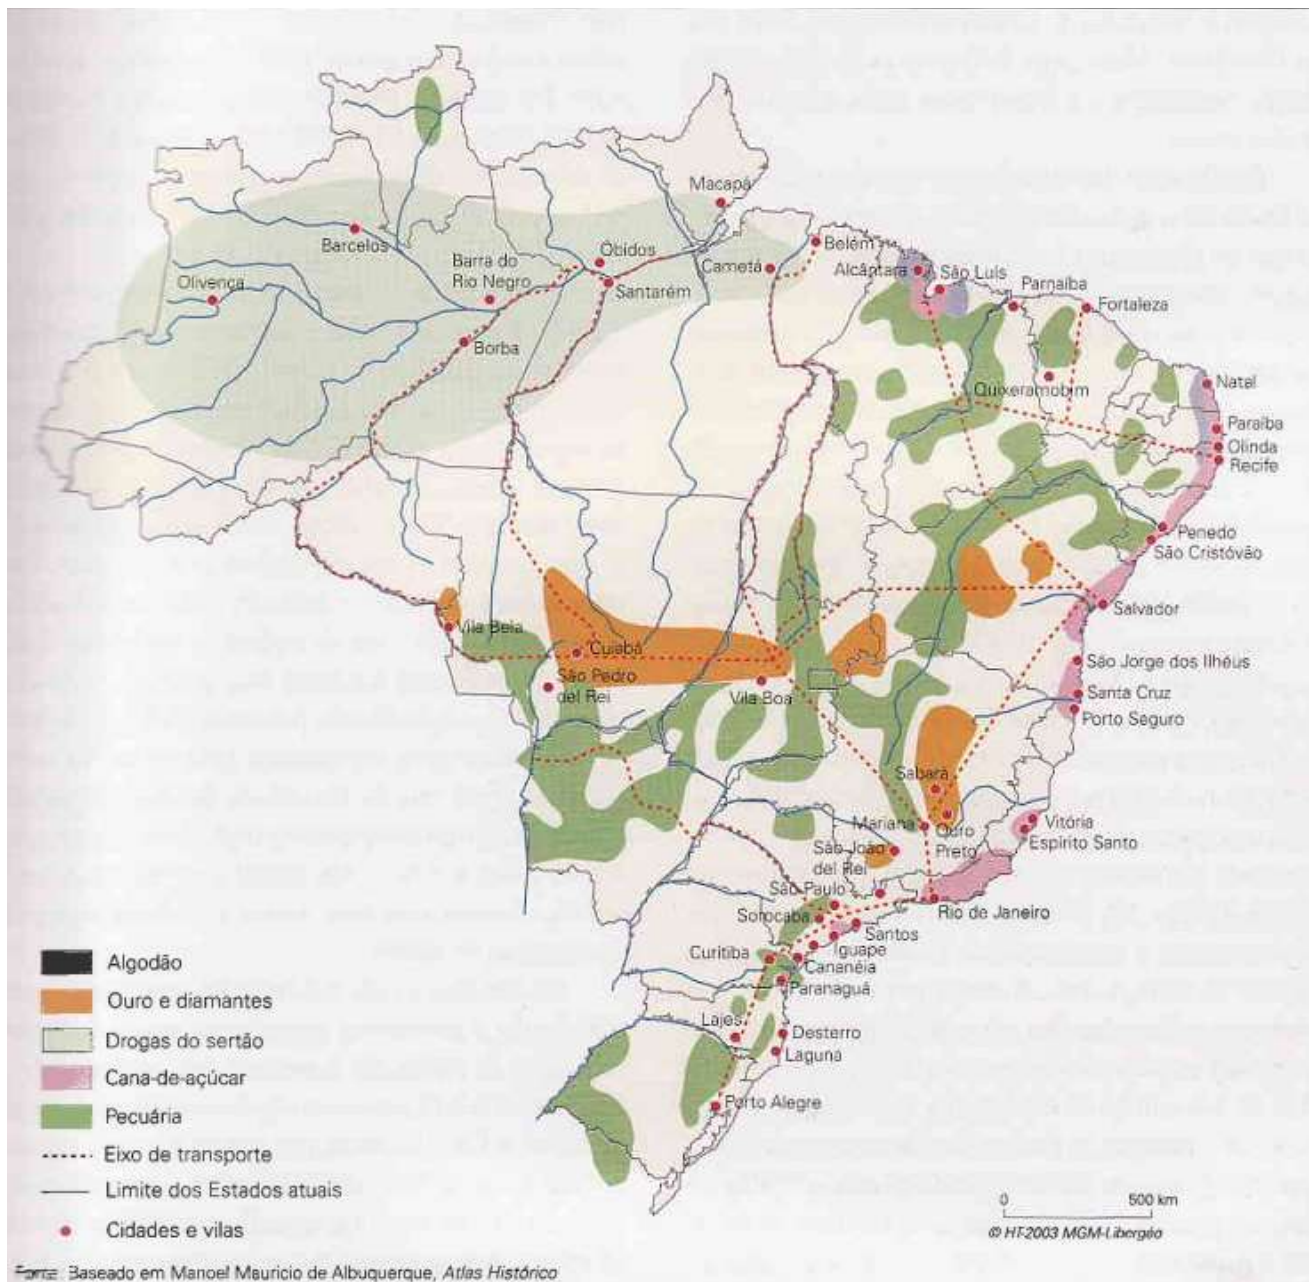 Macapá
Barcelos
Barra do
Rio Negro
Óbidos
Belém
Cametá
Alcântara
São Luís
Olivença
Santarém
Parnaíba
Fortaleza
Borba
Quixeramobim
Natal
Paraíba
Olinda
Recife
Penedo
São Cristóvão
Salvador
Vila Bela
Cuiabá
São Pedro
del Rei
Vila Boa
São Jorge dos Ilhéus
Santa Cruz
Porto Seguro
Sabará
Mariana
Ouro
Preto
Vitória
Espírito Santo
São João
del Rei
São Paulo
Sorocaba
Rio de Janeiro
Santos
Iguape
Curitiba
Cananéia
Paranaguá
Lajes
Desterro
Laguna
Porto Alegre
Algodão
Ouro e diamantes
Drogas do sertão
Cana-de-açúcar
Pecuária
Eixo de transporte
Limite dos Estados atuais
Cidades e vilas
0 500 km
© HT-2003 MGM-Libergéo
Fonte: Baseado em Manoel Mauricio de Albuquerque, Atlas Histórico